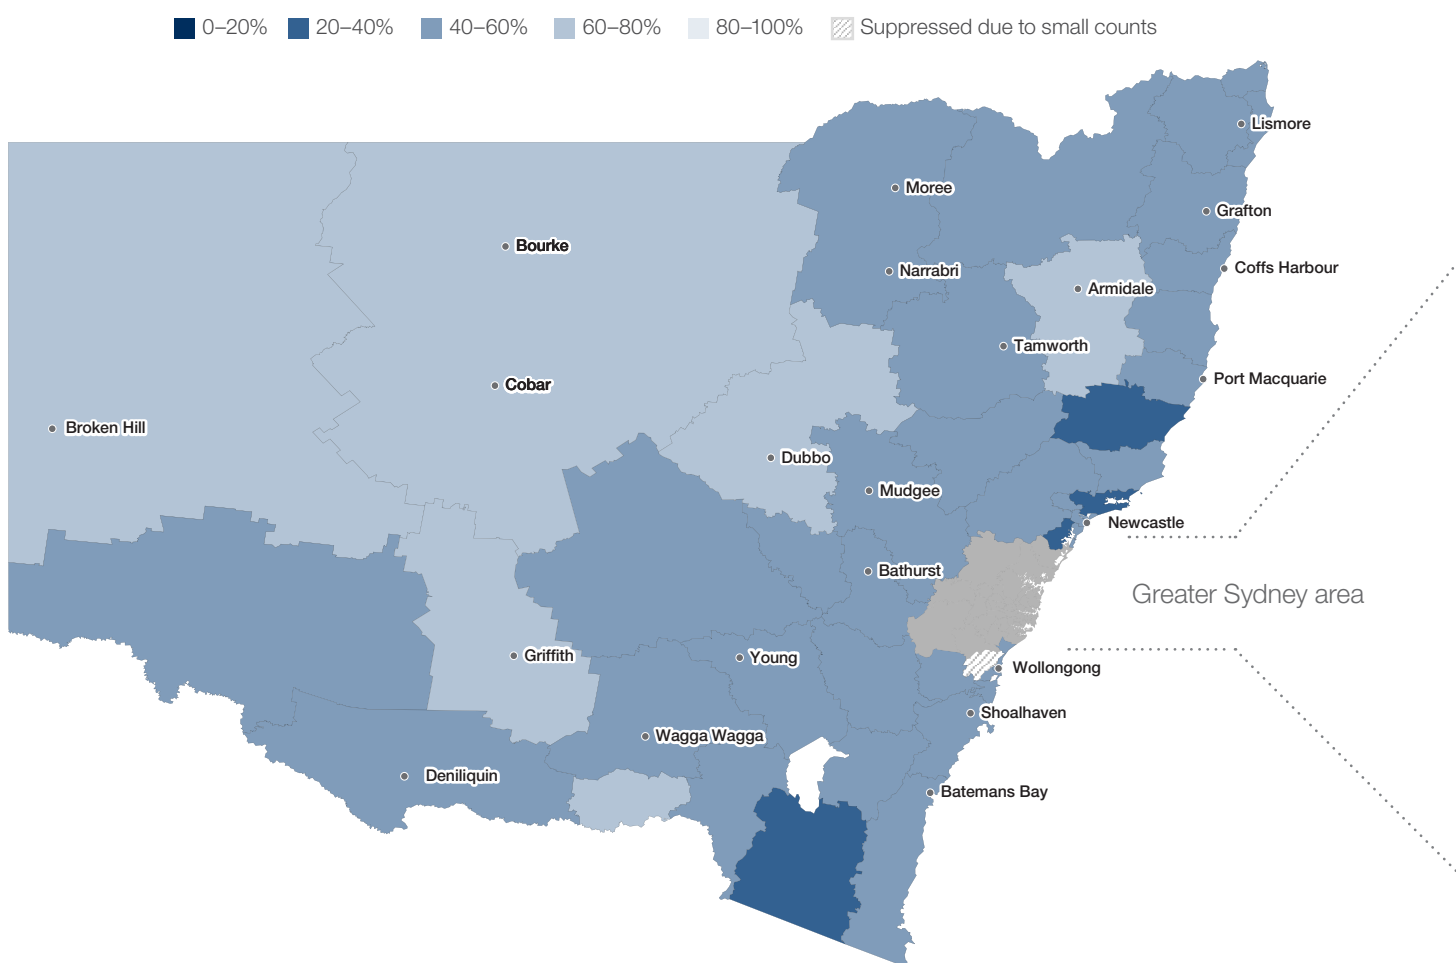 0–20% 20–40% 40–60% 60–80% 80–100% Suppressed due to small counts
Lismore
Moree
Grafton
Bourke
Coffs Harbour
Narrabri
Armidale
Tamworth
Port Macquarie
Cobar
Broken Hill
Dubbo
Mudgee
Newcastle
Bathurst
Greater Sydney area
Griffith
Young
Wollongong
Shoalhaven
Wagga Wagga
Deniliquin
Batemans Bay